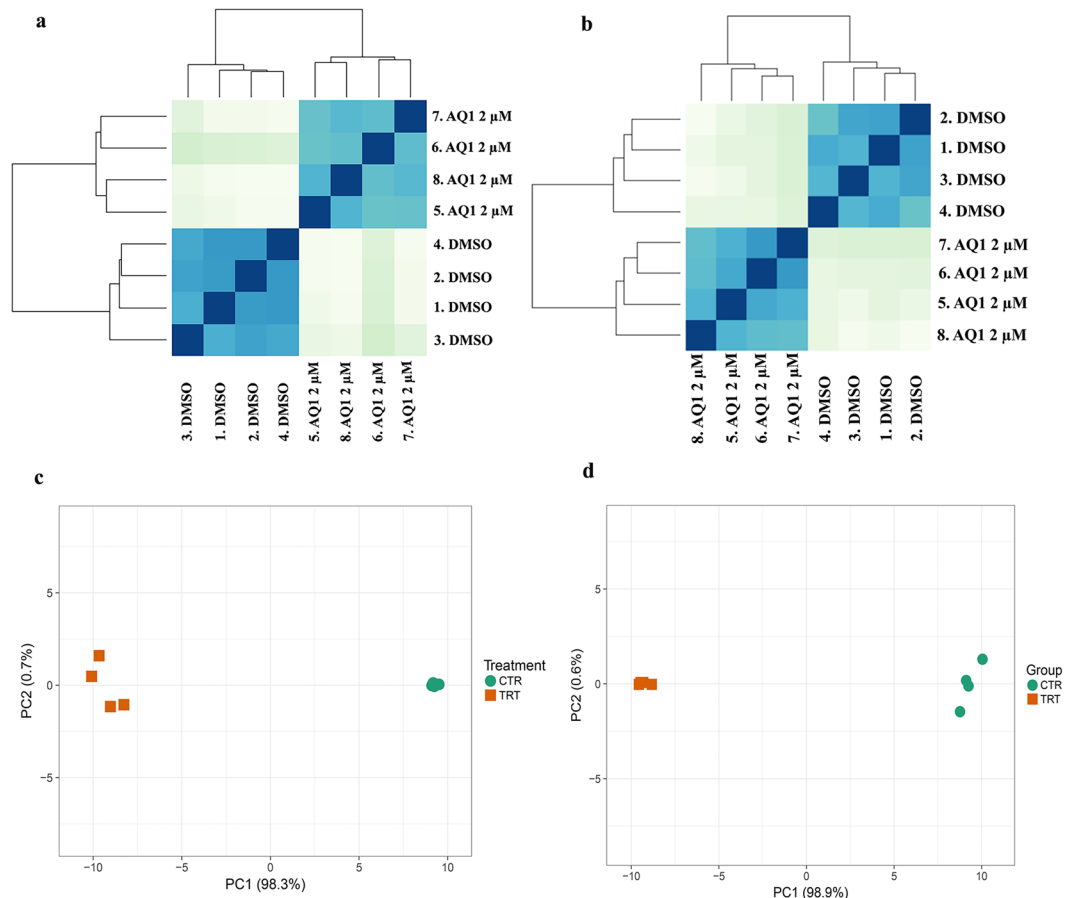 a
7. AQ1 2 µM
6. AQ1 2 µM
8. AQ1 2 µM
5. AQ1 2 µM
4. DMSO
2. DMSO
1. DMSO
3. DMSO
3. DMSO
1. DMSO
2. DMSO
4. DMSO
5. AQ1 2 µM
8. AQ1 2 µM
6. AQ1 2 µM
7. AQ1 2 µM
b
2. DMSO
1. DMSO
3. DMSO
4. DMSO
7. AQ1 2 µM
6. AQ1 2 µM
5. AQ1 2 µM
8. AQ1 2 µM
8. AQ1 2 µM
5. AQ1 2 µM
6. AQ1 2 µM
7. AQ1 2 µM
4. DMSO
3. DMSO
1. DMSO
2. DMSO
c
PC2 (0.7%)
5
0
−5
−10
−5
0
5
10
PC1 (98.3%)
Treatment
CTR
TRT
d
PC2 (0.6%)
5
0
−5
−10
−5
0
5
10
PC1 (98.9%)
Group
CTR
TRT